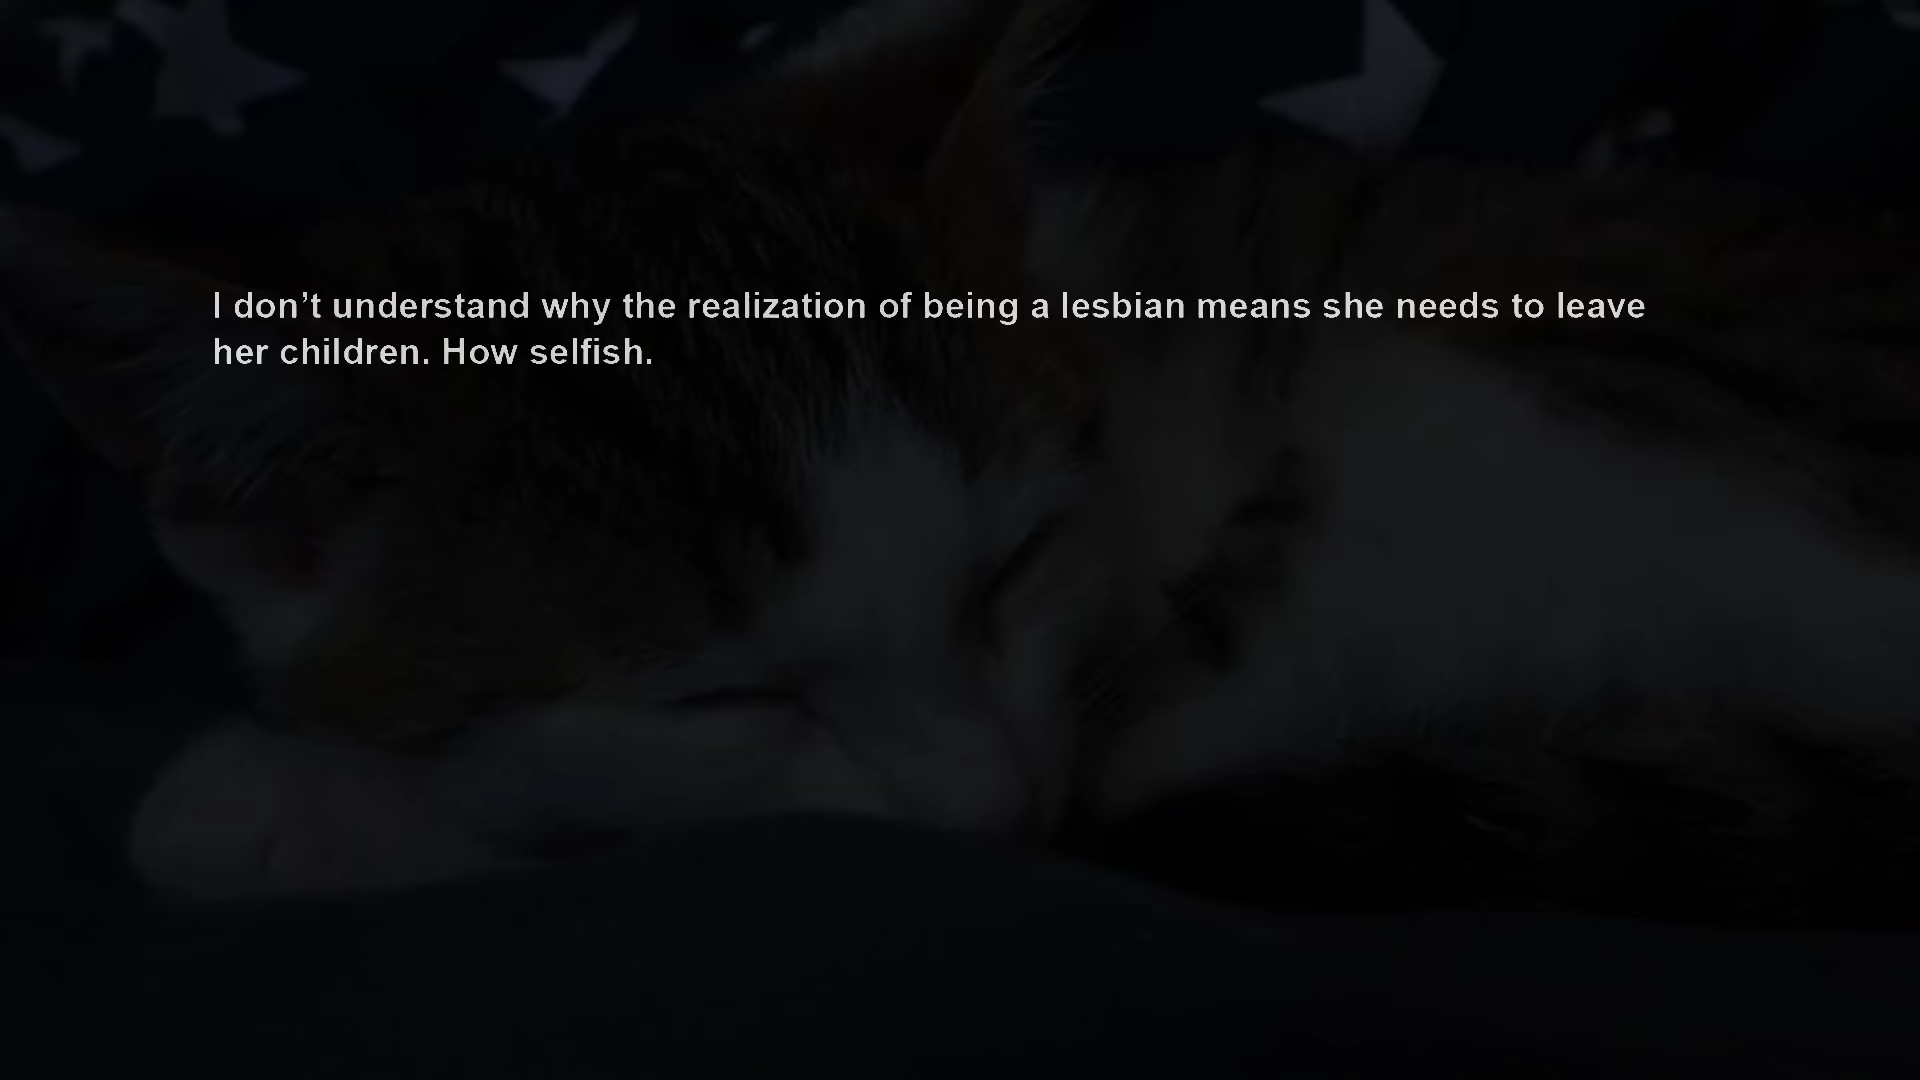 I don’t understand why the realization of being a lesbian means she needs to leave
her children. How selfish.